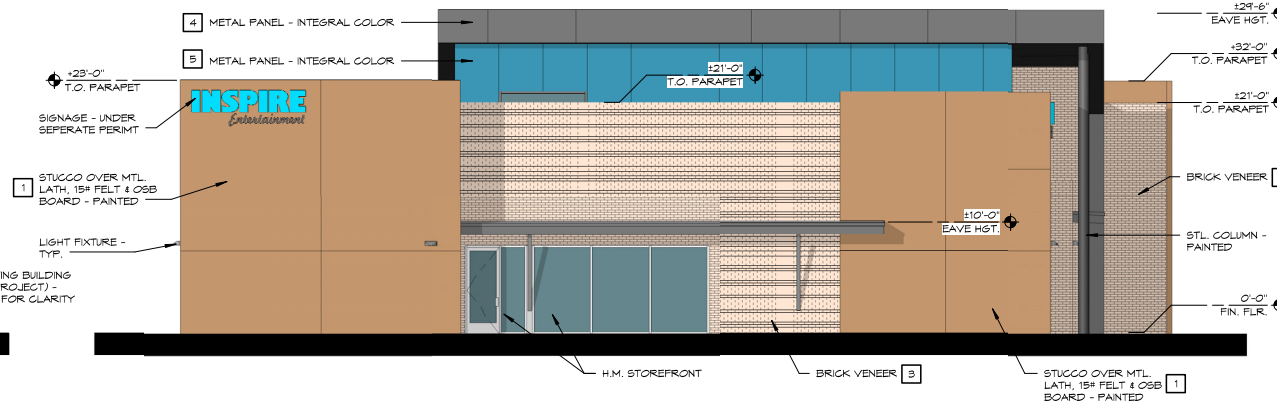 4 METAL PANEL - INTEGRAL COLOR
5 METAL PANEL - INTEGRAL COLOR
±29'-6"
EAVE HGT.
+32'-0"
T.O. PARAPET
+23'-0"
T.O. PARAPET
±21'-0"
T.O. PARAPET
±21'-0"
T.O. PARAPET
INSPIRE
Entertainment
SIGNAGE - UNDER
SEPERATE PERIMT
1 STUCCO OVER MTL.
LATH, 15# FELT & OSB
BOARD - PAINTED
BRICK VENEER
±10'-0"
EAVE HGT.
LIGHT FIXTURE -
TYP.
STL. COLUMN -
PAINTED
ING BUILDING
ROJECT) -
FOR CLARITY
0'-0"
FIN. FLR.
H.M. STOREFRONT
BRICK VENEER 3
STUCCO OVER MTL.
LATH, 15# FELT & OSB 1
BOARD - PAINTED